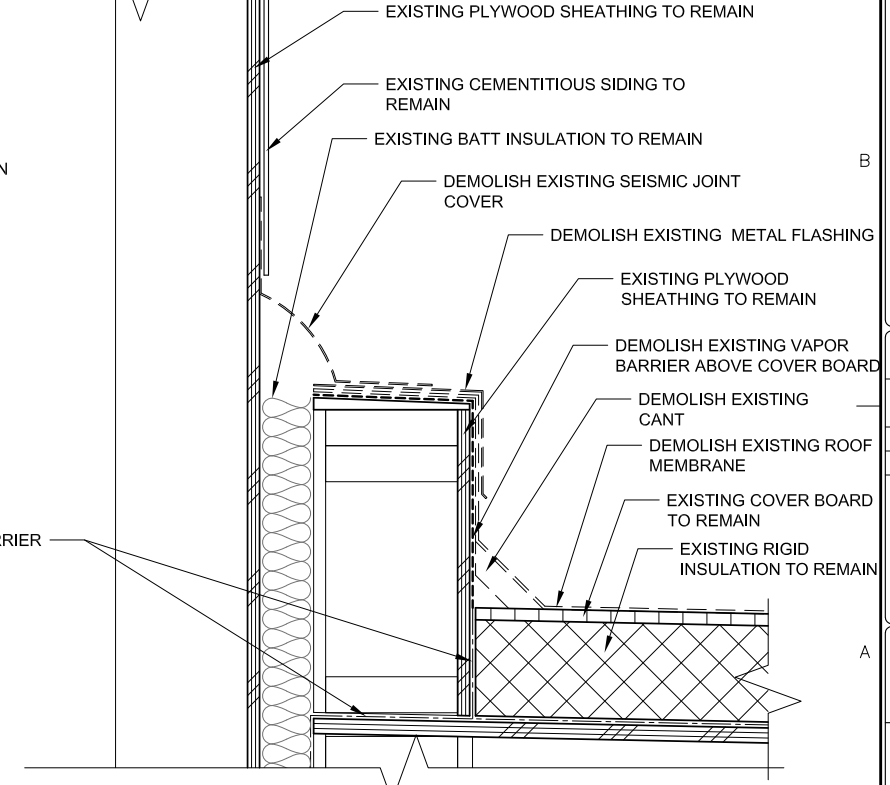 EXISTING PLYWOOD SHEATHING TO REMAIN
EXISTING CEMENTITIOUS SIDING TO
REMAIN
EXISTING BATT INSULATION TO REMAIN
DEMOLISH EXISTING SEISMIC JOINT
COVER
DEMOLISH EXISTING METAL FLASHING
EXISTING PLYWOOD
SHEATHING TO REMAIN
DEMOLISH EXISTING VAPOR
BARRIER ABOVE COVER BOARD
DEMOLISH EXISTING
CANT
DEMOLISH EXISTING ROOF
MEMBRANE
EXISTING COVER BOARD
TO REMAIN
EXISTING RIGID
INSULATION TO REMAIN
N
RRIER
B
A